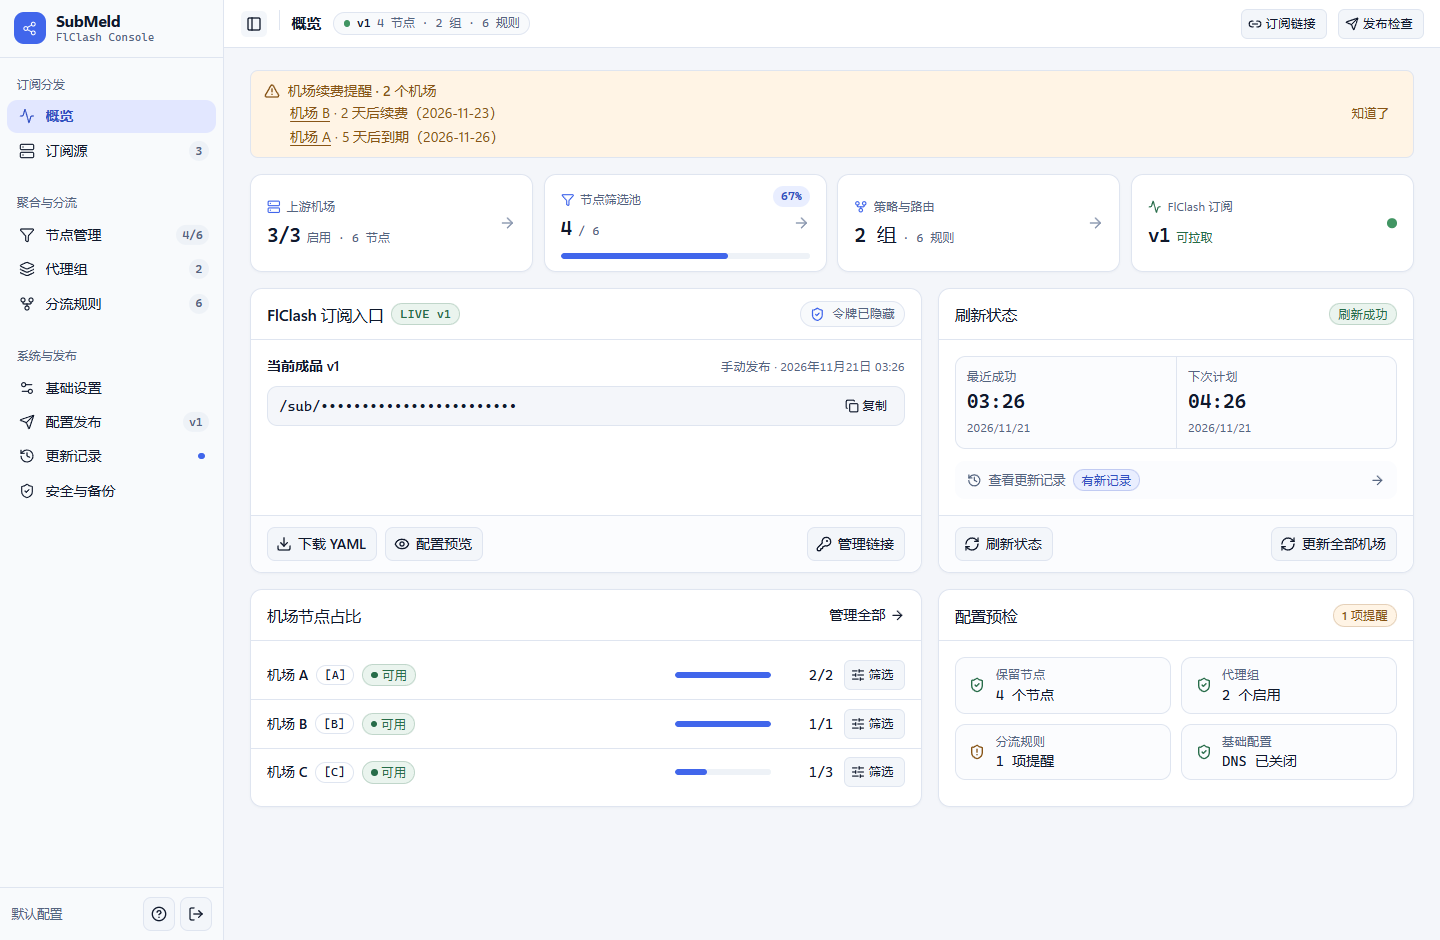 SubMeld
FlClash Console
订阅分发
概览
订阅源 3
聚合与分流
节点管理 4/6
代理组 2
分流规则 6
系统与发布
基础设置
配置发布 v1
更新记录
安全与备份
默认配置
概览 v1 4 节点 · 2 组 · 6 规则
订阅链接 发布检查
机场续费提醒 · 2 个机场
机场 B · 2 天后续费（2026-11-23）
机场 A · 5 天后到期（2026-11-26）
知道了
上游机场
3/3 启用 · 6 节点
节点筛选池 67%
4 / 6
策略与路由
2 组 · 6 规则
FlClash 订阅
v1 可拉取
FlClash 订阅入口 LIVE v1 令牌已隐藏
当前成品 v1 手动发布 · 2026年11月21日 03:26
/sub/•••••••••••••••••••••••• 复制
下载 YAML 配置预览 管理链接
刷新状态 刷新成功
最近成功
03:26
2026/11/21
下次计划
04:26
2026/11/21
查看更新记录 有新记录
刷新状态 更新全部机场
机场节点占比 管理全部
机场 A [A] 可用 2/2 筛选
机场 B [B] 可用 1/1 筛选
机场 C [C] 可用 1/3 筛选
配置预检 1 项提醒
保留节点
4 个节点
代理组
2 个启用
分流规则
1 项提醒
基础配置
DNS 已关闭